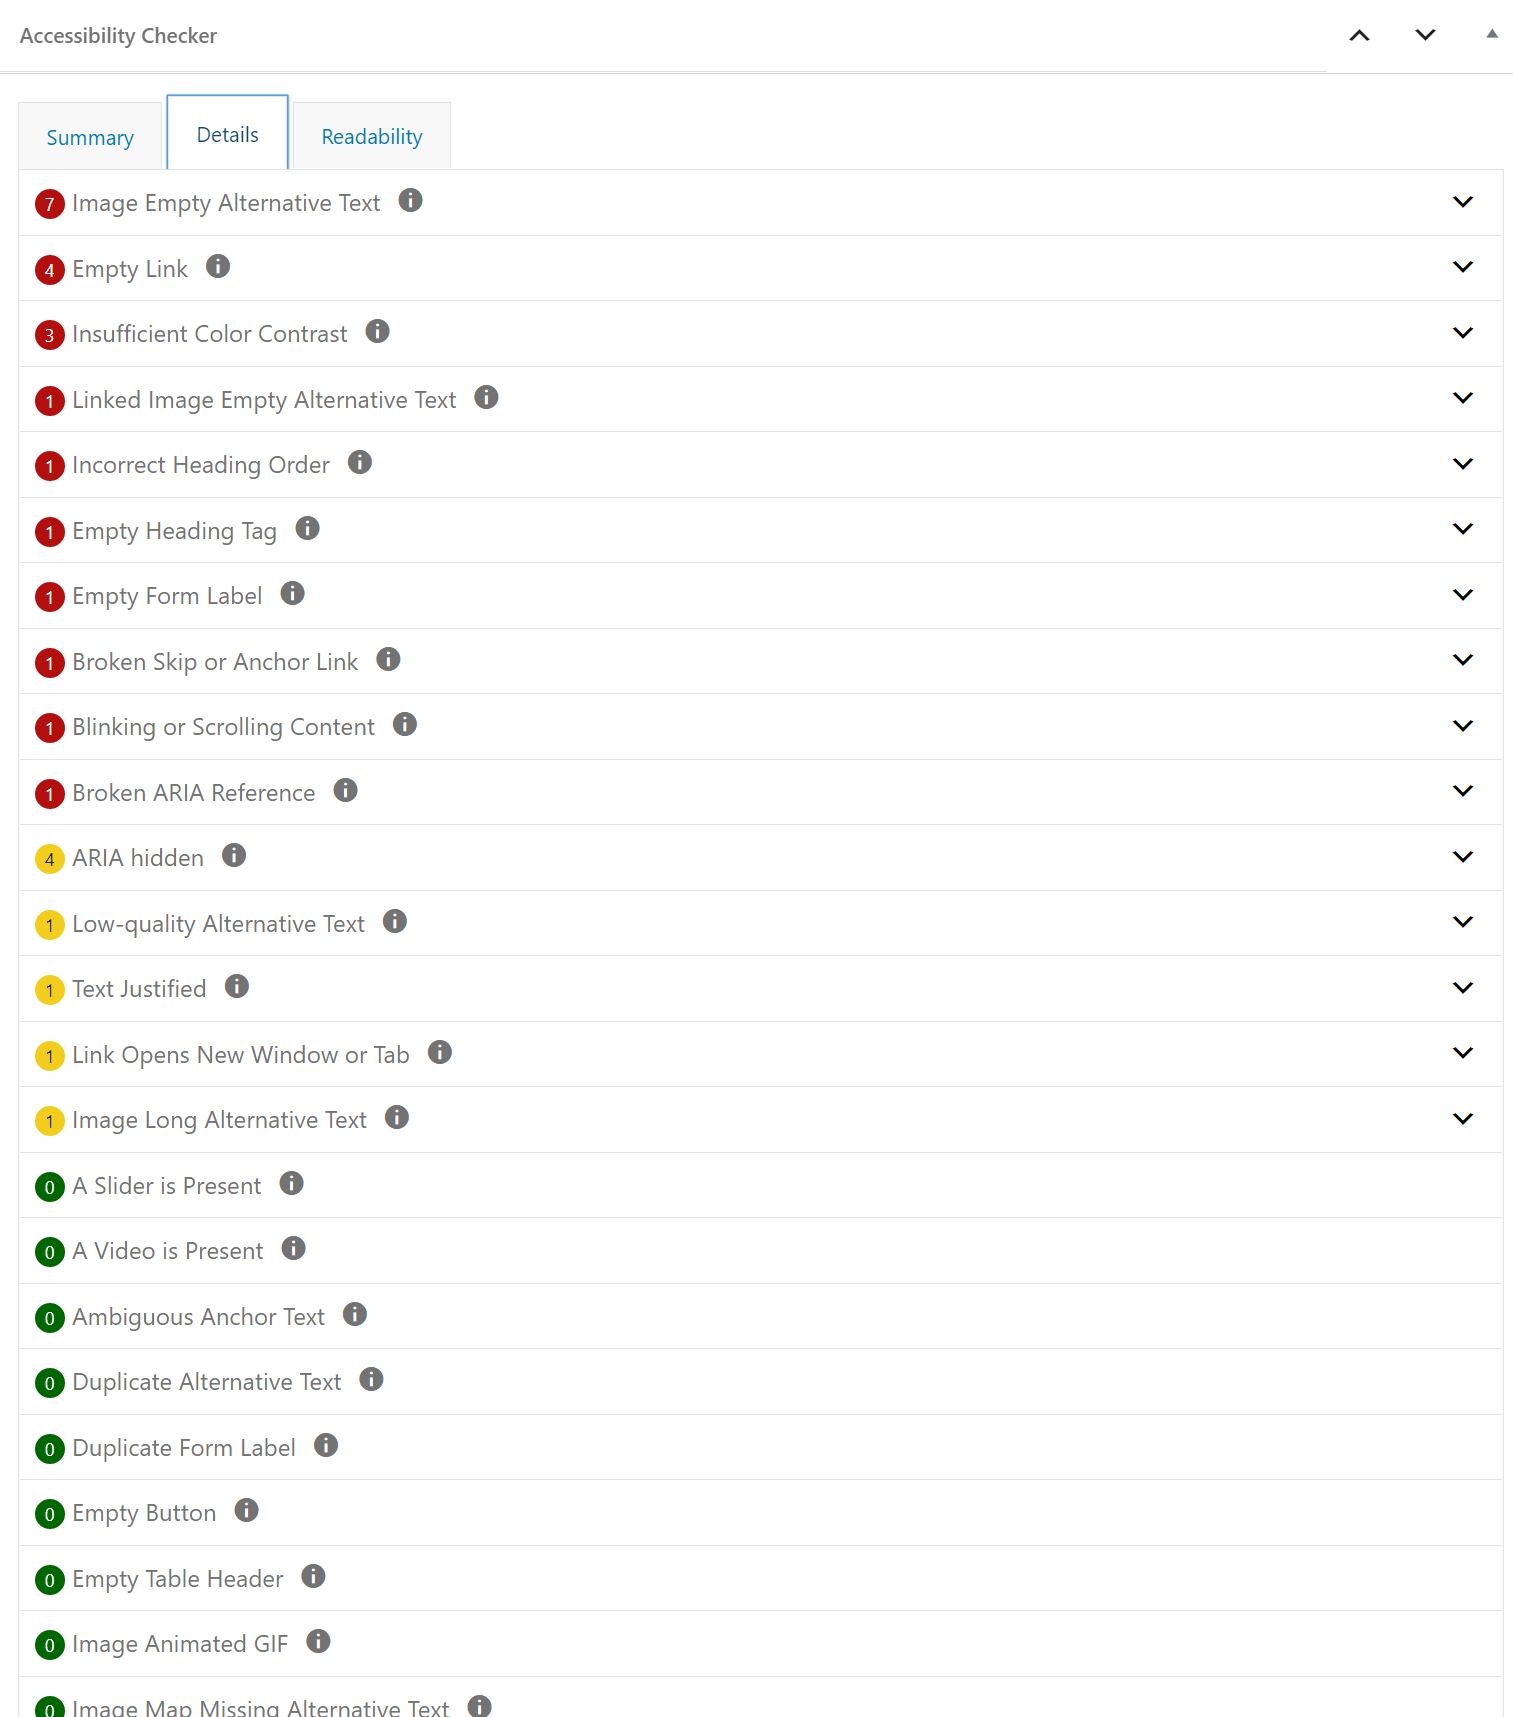 Accessibility Checker
Summary
Details
Readability
7 Image Empty Alternative Text
4 Empty Link
3 Insufficient Color Contrast
1 Linked Image Empty Alternative Text
1 Incorrect Heading Order
1 Empty Heading Tag
1 Empty Form Label
1 Broken Skip or Anchor Link
1 Blinking or Scrolling Content
1 Broken ARIA Reference
4 ARIA hidden
1 Low-quality Alternative Text
1 Text Justified
1 Link Opens New Window or Tab
1 Image Long Alternative Text
0 A Slider is Present
0 A Video is Present
0 Ambiguous Anchor Text
0 Duplicate Alternative Text
0 Duplicate Form Label
0 Empty Button
0 Empty Table Header
0 Image Animated GIF
0 Image Map Missing Alternative Text